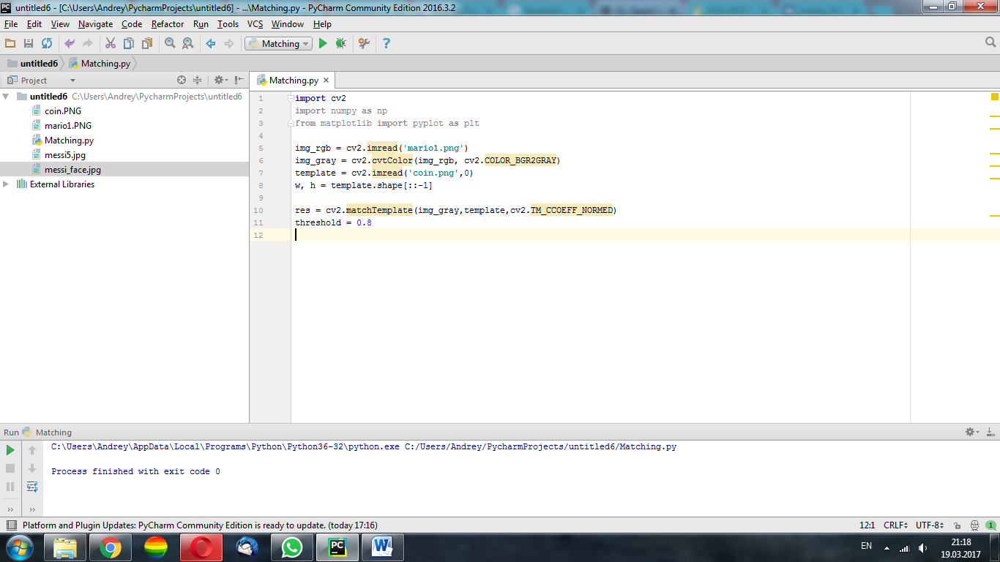 untitled6 - [C:\Users\Andrey\PycharmProjects\untitled6] - ...\Matching.py - PyCharm Community Edition 2016.3.2
File Edit View Navigate Code Refactor Run Tools VCS Window Help
Matching
untitled6 Matching.py
Project
Matching.py
untitled6 C:\Users\Andrey\PycharmProjects\untitled6
coin.PNG
mario1.PNG
Matching.py
messi5.jpg
messi_face.jpg
External Libraries
1 import cv2
2 import numpy as np
3 from matplotlib import pyplot as plt
4
5 img_rgb = cv2.imread('mario1.png')
6 img_gray = cv2.cvtColor(img_rgb, cv2.COLOR_BGR2GRAY)
7 template = cv2.imread('coin.png',0)
8 w, h = template.shape[::-1]
9
10 res = cv2.matchTemplate(img_gray,template,cv2.TM_CCOEFF_NORMED)
11 threshold = 0.8
12
Run Matching
C:\Users\Andrey\AppData\Local\Programs\Python\Python36-32\python.exe C:/Users/Andrey/PycharmProjects/untitled6/Matching.py
Process finished with exit code 0
Platform and Plugin Updates: PyCharm Community Edition is ready to update. (today 17:16)
12:1 CRLF UTF-8 1
EN
21:18
19.03.2017